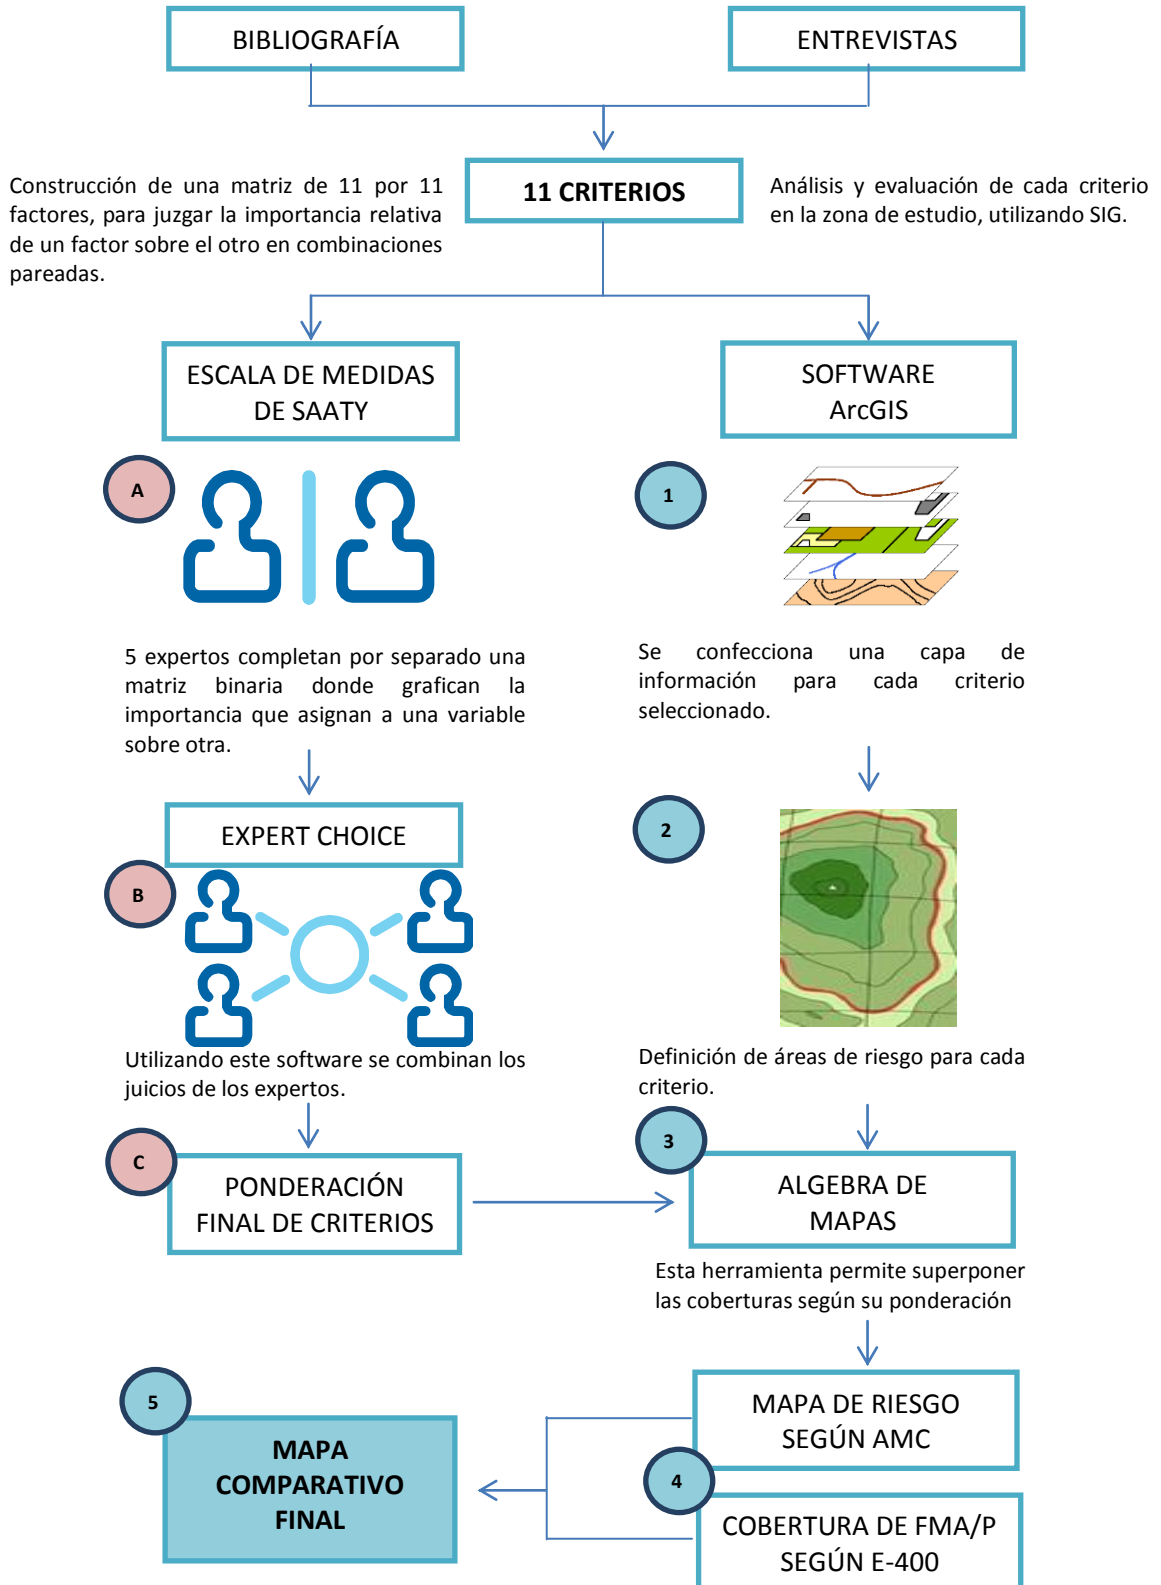 BIBLIOGRAFÍA
ENTREVISTAS
11 CRITERIOS
Construcción de una matriz de 11 por 11
factores, para juzgar la importancia relativa
de un factor sobre el otro en combinaciones
pareadas.
Análisis y evaluación de cada criterio
en la zona de estudio, utilizando SIG.
ESCALA DE MEDIDAS
DE SAATY
SOFTWARE
ArcGIS
A
1
5 expertos completan por separado una
matriz binaria donde grafican la
importancia que asignan a una variable
sobre otra.
Se confecciona una capa de
información para cada criterio
seleccionado.
EXPERT CHOICE
2
B
Utilizando este software se combinan los
juicios de los expertos.
Definición de áreas de riesgo para cada
criterio.
C
3
PONDERACIÓN
FINAL DE CRITERIOS
ALGEBRA DE
MAPAS
Esta herramienta permite superponer
las coberturas según su ponderación
MAPA DE RIESGO
SEGÚN AMC
5
MAPA
COMPARATIVO
FINAL
4
COBERTURA DE FMA/P
SEGÚN E-400